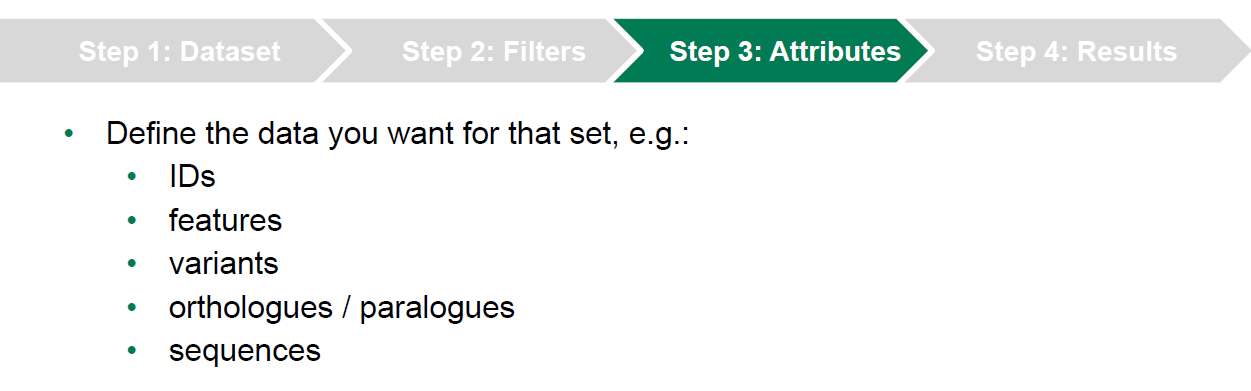 Step 1: Dataset
Step 2: Filters
Step 3: Attributes
Step 4: Results
• Define the data you want for that set, e.g.:
• IDs
• features
• variants
• orthologues / paralogues
• sequences